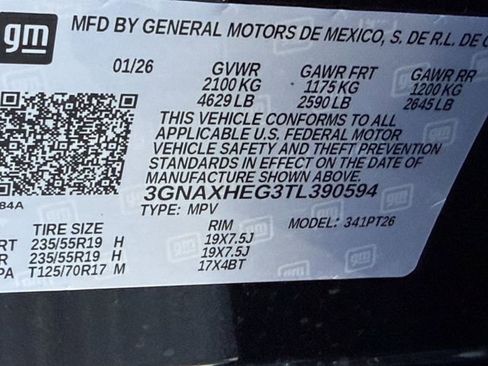 gm
MFD BY GENERAL MOTORS DE MEXICO, S. DE R.L. DE
01/26 GVWR GAWR FRT GAWR RR
2100 KG 1175 KG 1200 KG
4629 LB 2590 LB 2645 LB
THIS VEHICLE CONFORMS TO ALL
APPLICABLE U.S. FEDERAL MOTOR
VEHICLE SAFETY AND THEFT PREVENTION
STANDARDS IN EFFECT ON THE DATE OF
MANUFACTURE SHOWN ABOVE.
3GNAXHEG3TL390594
84A TYPE: MPV
TIRE SIZE RIM 341PT26
RT 235/55R19 H 19X7.5J
235/55R19 H 19X7.5J
PA T125/70R17 M 17X4BT